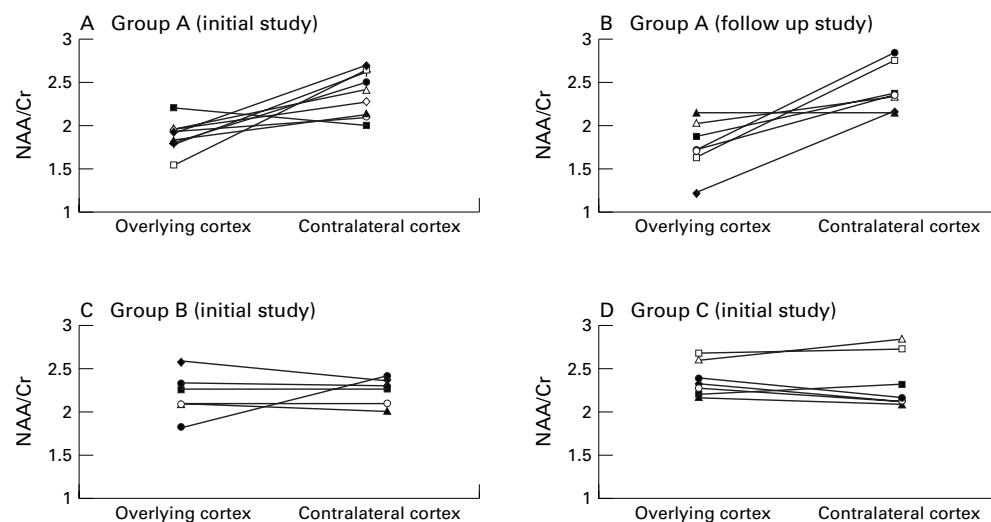 A Group A (initial study)
3
2.5
2
1.5
1
NAA/Cr
Overlying cortex Contralateral cortex
B Group A (follow up study)
3
2.5
2
1.5
1
NAA/Cr
Overlying cortex Contralateral cortex
C Group B (initial study)
3
2.5
2
1.5
1
NAA/Cr
Overlying cortex Contralateral cortex
D Group C (initial study)
3
2.5
2
1.5
1
NAA/Cr
Overlying cortex Contralateral cortex